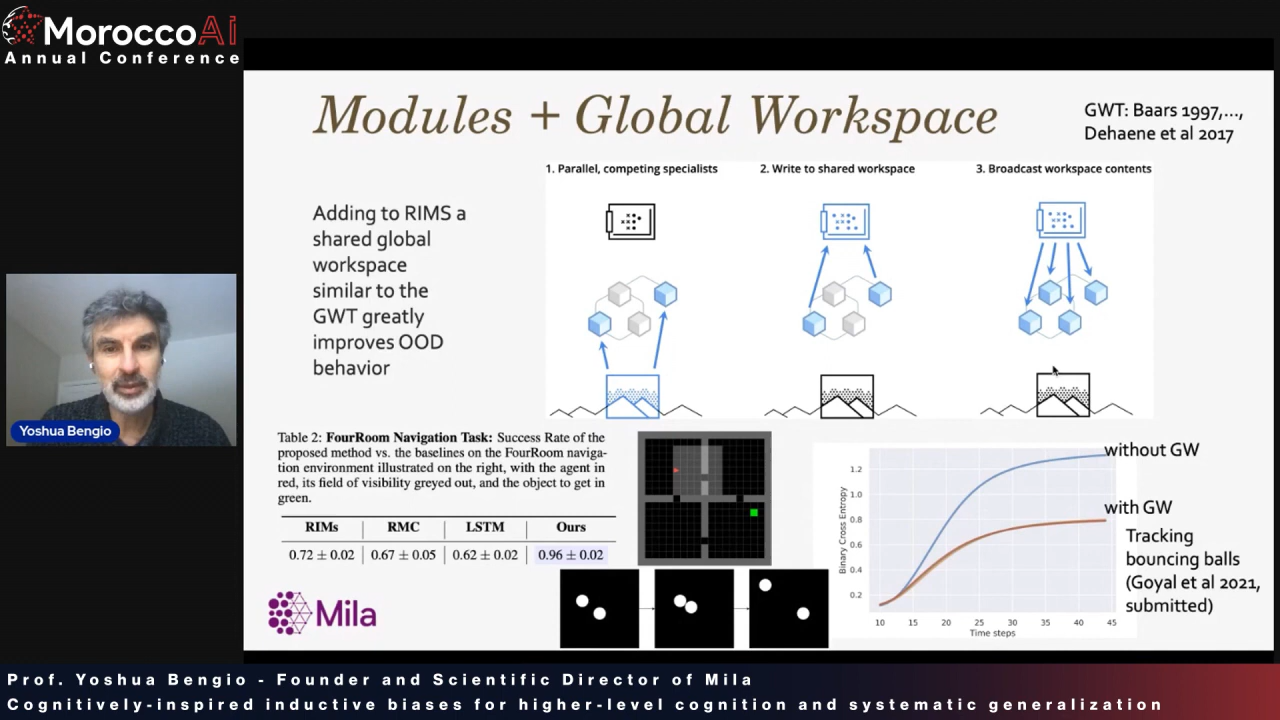 MoroccoAi
Annual Conference
Modules + Global Workspace
GWT: Baars 1997,...,
Dehaene et al 2017
1. Parallel, competing specialists
2. Write to shared workspace
3. Broadcast workspace contents
Adding to RIMS a
shared global
workspace
similar to the
GWT greatly
improves OOD
behavior
Yoshua Bengio
Table 2: FourRoom Navigation Task: Success Rate of the
proposed method vs. the baselines on the FourRoom naviga-
tion environment illustrated on the right, with the agent in
red, its field of visibility greyed out, and the object to get in
green.
RIMs RMC LSTM Ours
0.72 ± 0.02 0.67 ± 0.05 0.62 ± 0.02 0.96 ± 0.02
without GW
with GW
Tracking
bouncing balls
(Goyal et al 2021,
submitted)
Binary Cross Entropy
1.2
1.0
0.8
0.6
0.4
0.2
10 15 20 25 30 35 40 45
Time steps
Mila
Prof. Yoshua Bengio - Founder and Scientific Director of Mila
Cognitively-inspired inductive biases for higher-level cognition and systematic generalization